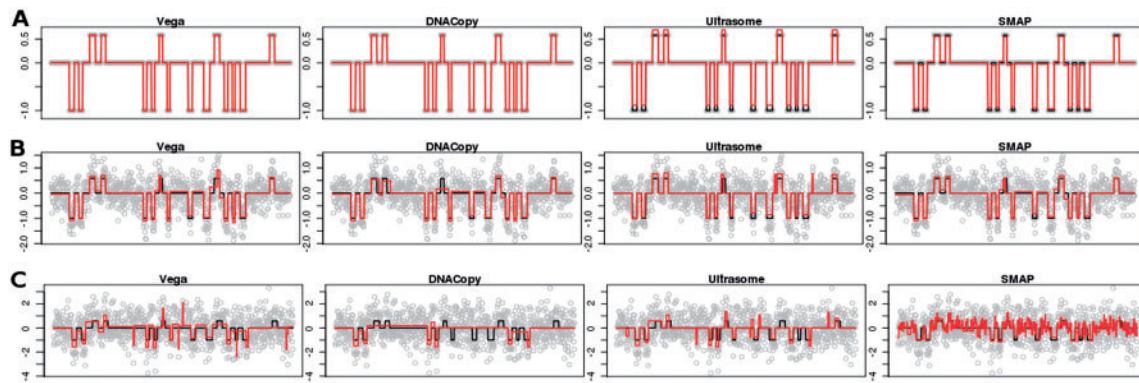 A
Vega DNACopy Ultrasome SMAP
0.5 0.5 0.5 0.5
0.0 0.0 0.0 0.0
-1.0 -1.0 -1.0 -1.0
B
Vega DNACopy Ultrasome SMAP
1.0 1.0 1.0 1.0
0.0 0.0 0.0 0.0
-1.0 -1.0 -1.0 -1.0
-2.0 -2.0 -2.0 -2.0
C
Vega DNACopy Ultrasome SMAP
2 2 2 2
0 0 0 0
-2 -2 -2 -2
-4 -4 -4 -4